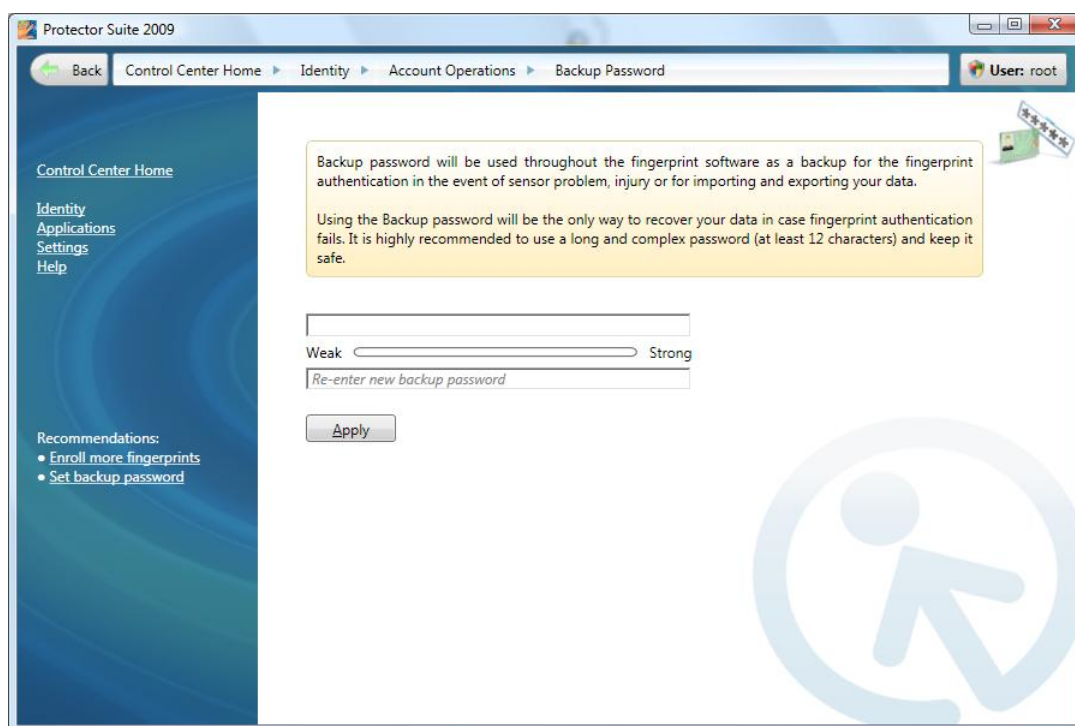 Protector Suite 2009
Back Control Center Home Identity Account Operations Backup Password User: root
Control Center Home
Identity
Applications
Settings
Help
Backup password will be used throughout the fingerprint software as a backup for the fingerprint
authentication in the event of sensor problem, injury or for importing and exporting your data.
Using the Backup password will be the only way to recover your data in case fingerprint authentication
fails. It is highly recommended to use a long and complex password (at least 12 characters) and keep it
safe.
Weak Strong
Re-enter new backup password
Apply
Recommendations:
• Enroll more fingerprints
• Set backup password